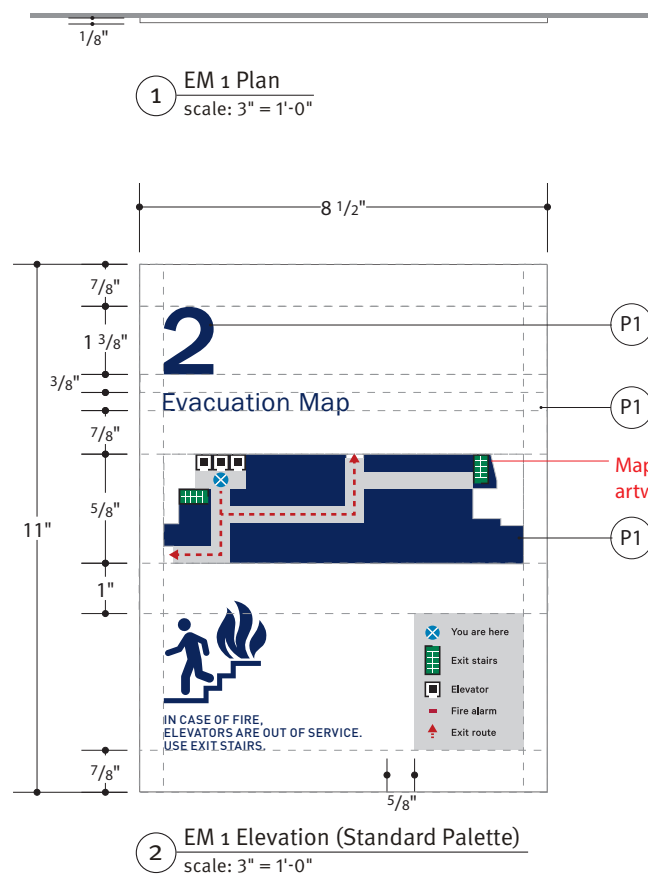 1/8"
1
EM 1 Plan
scale: 3" = 1'-0"
8 1/2"
7/8"
1 3/8"
3/8"
7/8"
5/8"
11"
1"
7/8"
5/8"
2
Evacuation Map
P1
P1
Map
P1
You are here
Exit stairs
Elevator
Fire alarm
Exit route
IN CASE OF FIRE,
ELEVATORS ARE OUT OF SERVICE.
USE EXIT STAIRS.
2
EM 1 Elevation (Standard Palette)
scale: 3" = 1'-0"